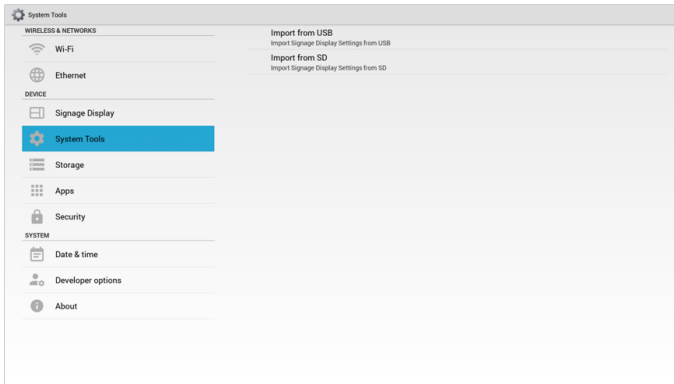 System Tools
WIRELESS & NETWORKS
Wi-Fi
Ethernet
DEVICE
Signage Display
System Tools
Storage
Apps
Security
SYSTEM
Date & time
Developer options
About
Import from USB
Import Signage Display Settings from USB
Import from SD
Import Signage Display Settings from SD